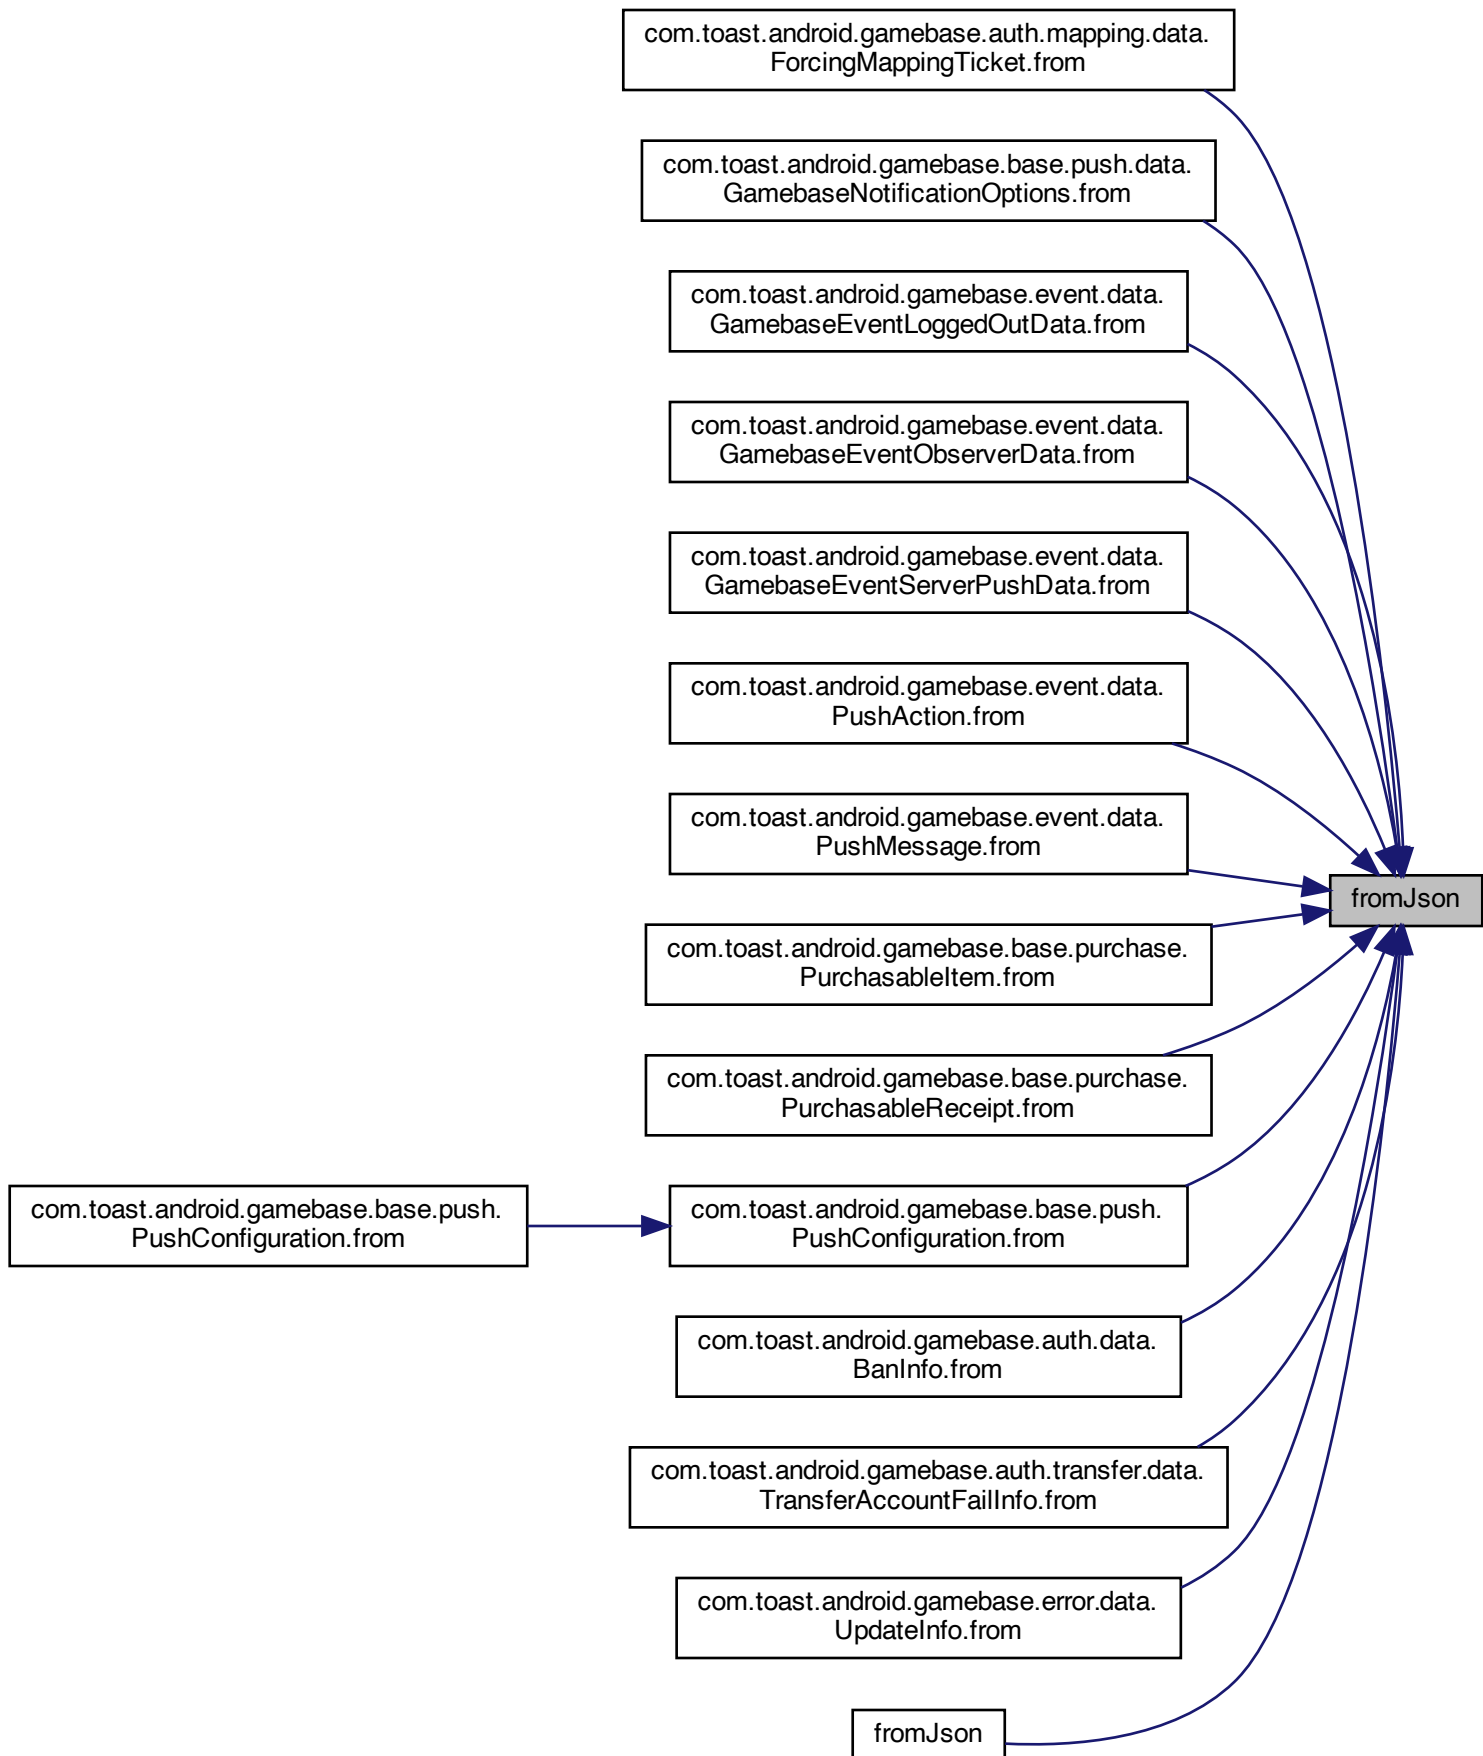 com.toast.android.gamebase.auth.mapping.data.
ForcingMappingTicket.from
com.toast.android.gamebase.base.push.data.
GamebaseNotificationOptions.from
com.toast.android.gamebase.event.data.
GamebaseEventLoggedOutData.from
com.toast.android.gamebase.event.data.
GamebaseEventObserverData.from
com.toast.android.gamebase.event.data.
GamebaseEventServerPushData.from
com.toast.android.gamebase.event.data.
PushAction.from
com.toast.android.gamebase.event.data.
PushMessage.from
fromJson
com.toast.android.gamebase.base.purchase.
PurchasableItem.from
com.toast.android.gamebase.base.purchase.
PurchasableReceipt.from
com.toast.android.gamebase.base.push.
PushConfiguration.from
com.toast.android.gamebase.base.push.
PushConfiguration.from
com.toast.android.gamebase.auth.data.
BanInfo.from
com.toast.android.gamebase.auth.transfer.data.
TransferAccountFailInfo.from
com.toast.android.gamebase.error.data.
UpdateInfo.from
fromJson